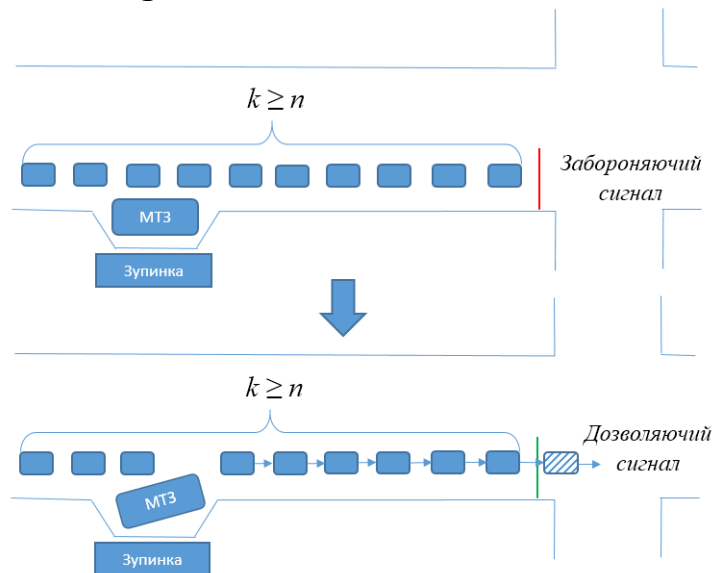 k ≥ n
Забороняючий
сигнал
МТЗ
Зупинка
k ≥ n
Дозволяючий
сигнал
МТЗ
Зупинка